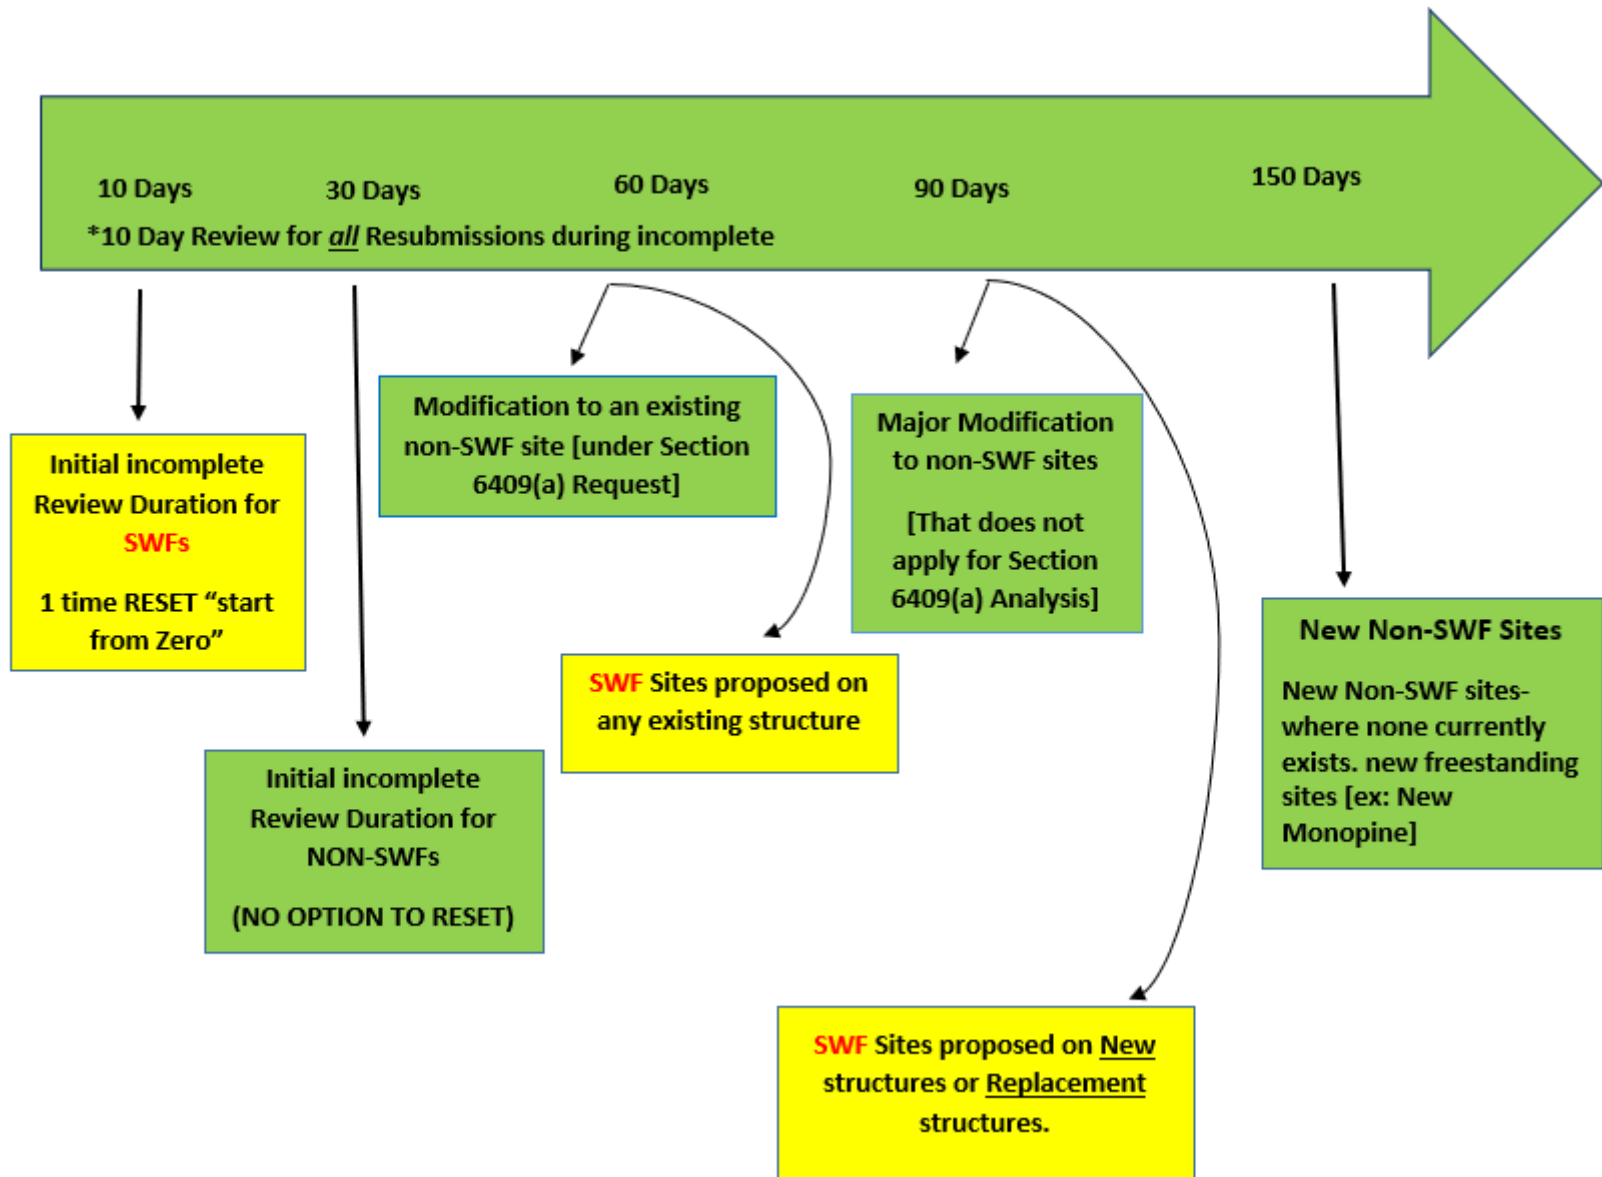 10 Days
30 Days
60 Days
90 Days
150 Days
*10 Day Review for all Resubmissions during incomplete
Initial incomplete
Review Duration for
SWFs
1 time RESET “start
from Zero”
Initial incomplete
Review Duration for
NON-SWFs
(NO OPTION TO RESET)
Modification to an existing
non-SWF site [under Section
6409(a) Request]
SWF Sites proposed on
any existing structure
Major Modification
to non-SWF sites
[That does not
apply for Section
6409(a) Analysis]
SWF Sites proposed on New
structures or Replacement
structures.
New Non-SWF Sites
New Non-SWF sites-
where none currently
exists. new freestanding
sites [ex: New
Monopine]